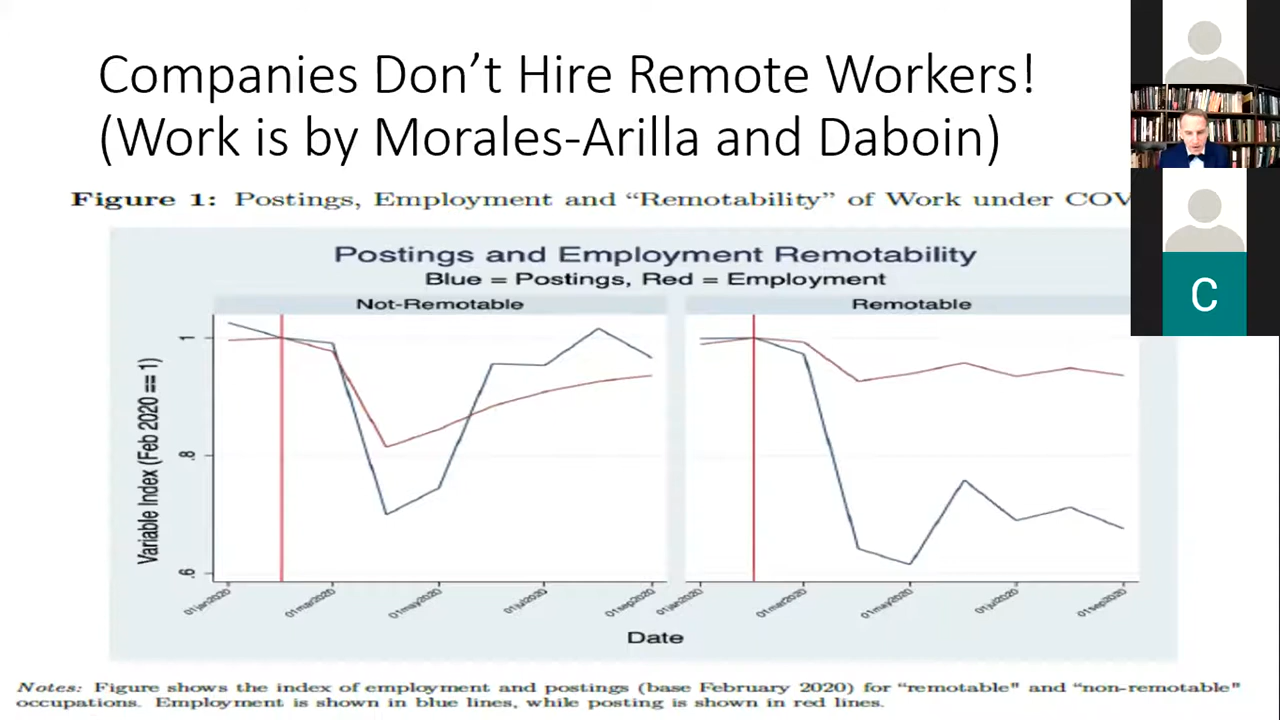 Companies Don't Hire Remote Workers!
(Work is by Morales-Arilla and Daboin)
Figure 1: Postings, Employment and “Remotability” of Work under COV
Postings and Employment Remotability
Blue = Postings, Red = Employment
Not-Remotable
Remotable
C
Variable Index (Feb 2020 == 1)
1
.8
.6
01jan2020 01mar2020 01may2020 01jul2020 01sep2020
01jan2020 01mar2020 01may2020 01jul2020 01sep2020
Date
Notes: Figure shows the index of employment and postings (base February 2020) for “remotable" and “non-remotable"
occupations. Employment is shown in blue lines, while posting is shown in red lines.